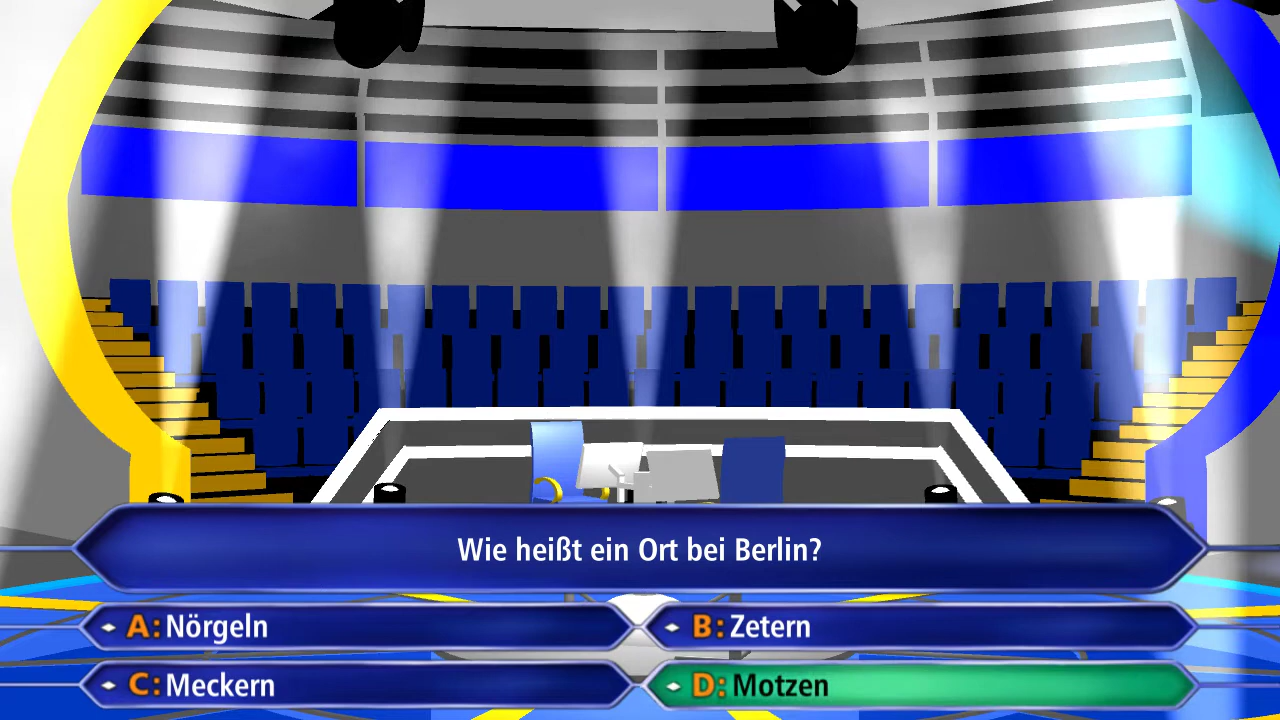 Wie heißt ein Ort bei Berlin?
A: Nörgeln
B: Zetern
C: Meckern
D: Motzen